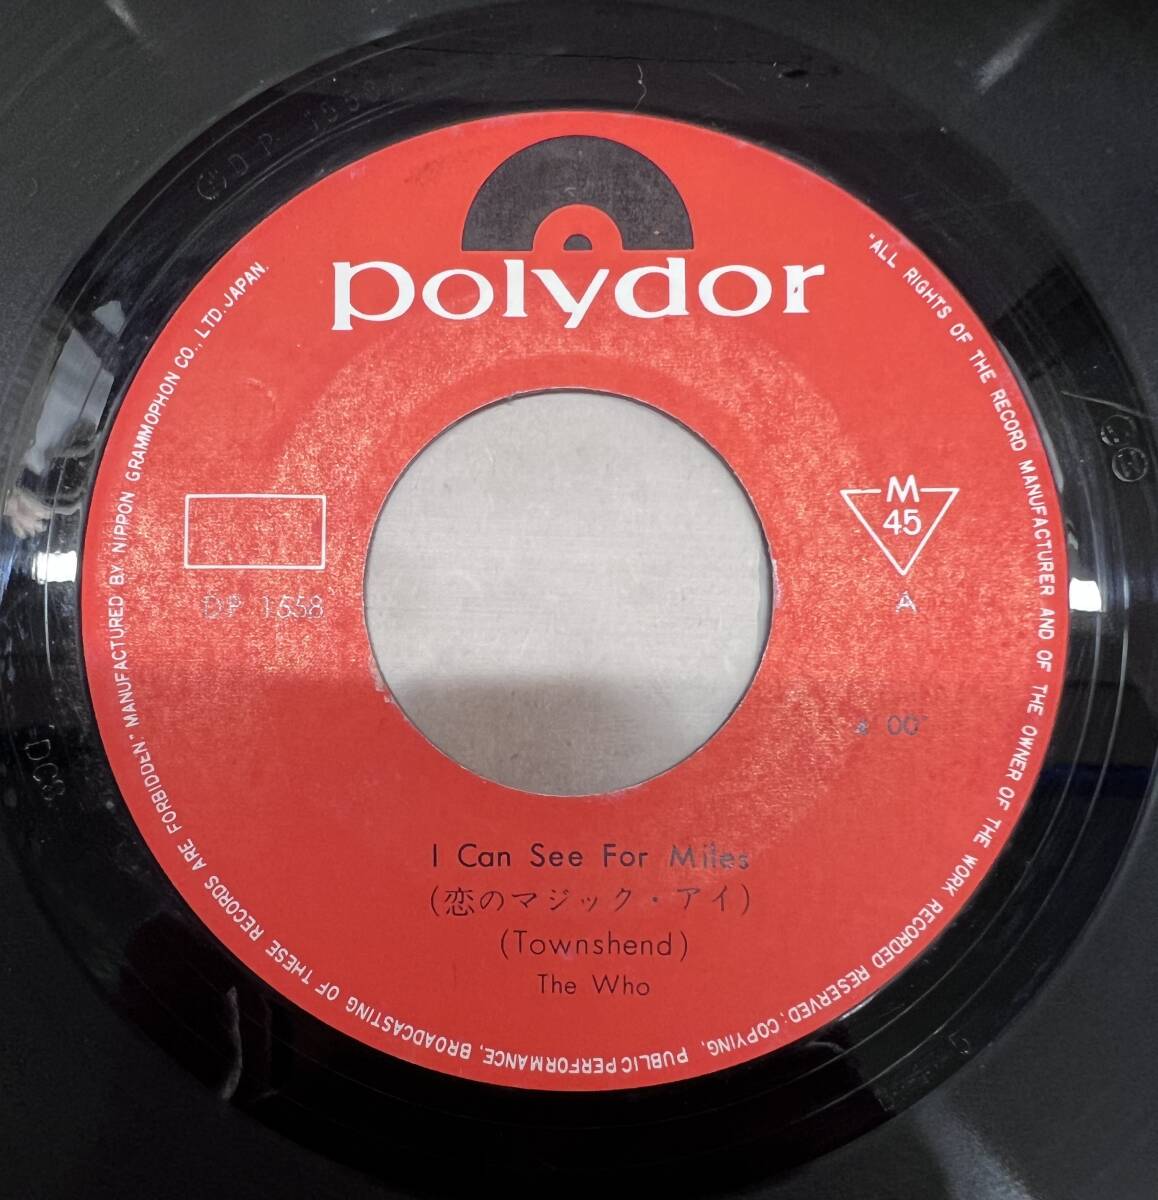 polydor
"ALL RIGHTS OF THE RECORD MANUFACTURER AND OF THE OWNER OF THE WORK RECORDED RESERVED; COPYING, PUBLIC PERFORMANCE, BROADCASTING OF THESE RECORDS ARE FORBIDDEN." MANUFACTURED BY NIPPON GRAMMOPHON CO., LTD. JAPAN.
M
45
DP 1558
A
00"
I Can See For Miles
(恋のマジック・アイ)
(Townshend)
The Who